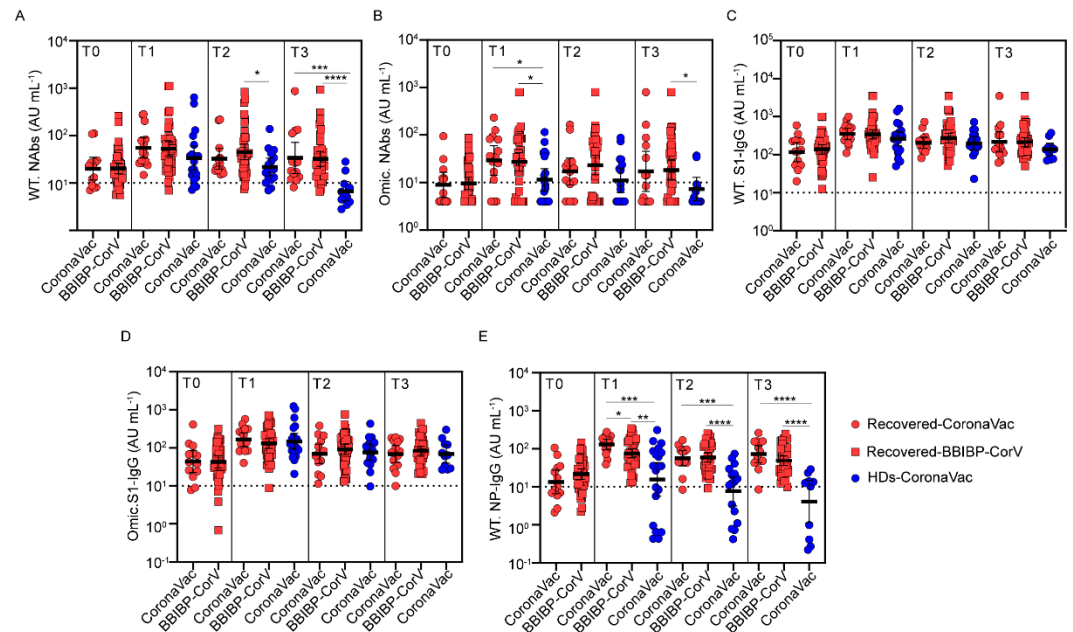 A
WT. NAbs (AU mL⁻¹)
10⁴
10³
10²
10¹
T0
T1
T2
T3
*
***
****
CoronaVac
BBIBP-CorV
CoronaVac
BBIBP-CorV
CoronaVac
CoronaVac
BBIBP-CorV
CoronaVac
CoronaVac
BBIBP-CorV
CoronaVac
B
Omic. NAbs (AU mL⁻¹)
10⁴
10³
10²
10¹
10⁰
T0
T1
T2
T3
*
*
*
CoronaVac
BBIBP-CorV
CoronaVac
BBIBP-CorV
CoronaVac
CoronaVac
BBIBP-CorV
CoronaVac
CoronaVac
BBIBP-CorV
CoronaVac
C
WT. S1-IgG (AU mL⁻¹)
10⁵
10⁴
10³
10²
10¹
10⁰
T0
T1
T2
T3
CoronaVac
BBIBP-CorV
CoronaVac
BBIBP-CorV
CoronaVac
CoronaVac
BBIBP-CorV
CoronaVac
CoronaVac
BBIBP-CorV
CoronaVac
D
Omic.S1-IgG (AU mL⁻¹)
10⁴
10³
10²
10¹
10⁰
10⁻¹
T0
T1
T2
T3
CoronaVac
BBIBP-CorV
CoronaVac
BBIBP-CorV
CoronaVac
CoronaVac
BBIBP-CorV
CoronaVac
CoronaVac
BBIBP-CorV
CoronaVac
E
WT. NP-IgG (AU mL⁻¹)
10⁴
10³
10²
10¹
10⁰
10⁻¹
T0
T1
T2
T3
***
* **
***
****
****
****
CoronaVac
BBIBP-CorV
CoronaVac
BBIBP-CorV
CoronaVac
CoronaVac
BBIBP-CorV
CoronaVac
CoronaVac
BBIBP-CorV
CoronaVac
Recovered-CoronaVac
Recovered-BBIBP-CorV
HDs-CoronaVac